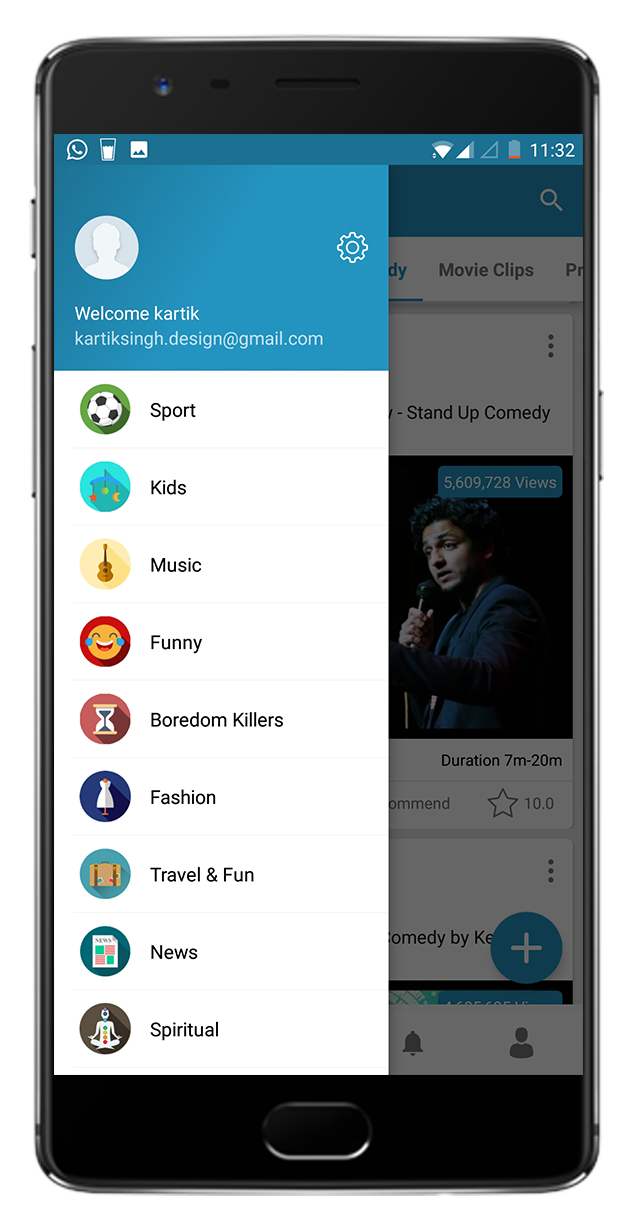 11:32
Welcome kartik
kartiksingh.design@gmail.com
dy
Movie Clips
Pr
- Stand Up Comedy
5,609,728 Views
Duration 7m-20m
ommend
10.0
omedy by Ke
Sport
Kids
Music
Funny
Boredom Killers
Fashion
Travel & Fun
NEWS
News
Spiritual